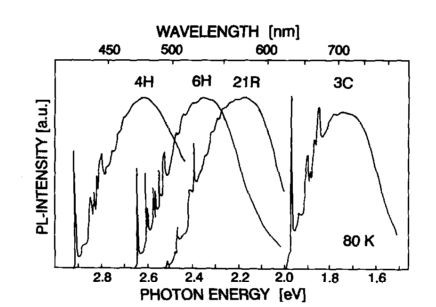 WAVELENGTH [nm]
450 500 550 600 700
4H 6H 21R 3C
PL-INTENSITY [a.u.]
80 K
2.8 2.6 2.4 2.2 2.0 1.8 1.6
PHOTON ENERGY [eV]